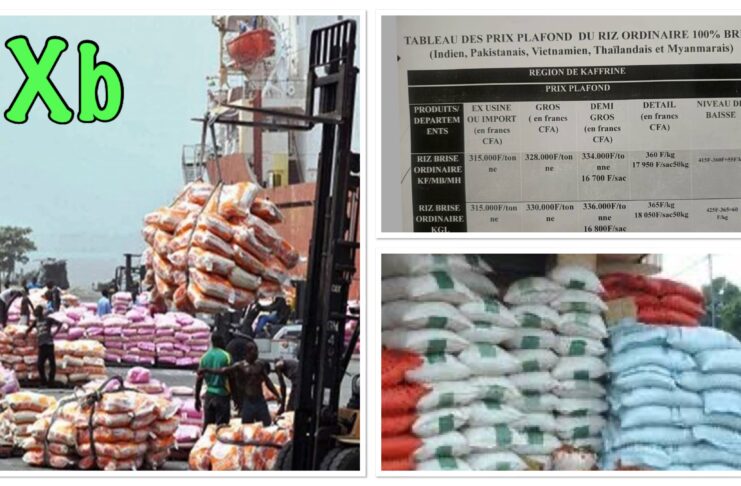 Xb
TABLEAU DES PRIX PLAFOND DU RIZ ORDINAIRE 100% BRI
(Indien, Pakistanais, Vietnamien, Thaïlandais et Myanmarais)
REGION DE KAFFRINE
PRIX PLAFOND
PRODUITS/
DEPARTEM
ENTS
EX USINE
OU IMPORT
(en francs
CFA)
GROS
( en francs
CFA)
DEMI
GROS
(en francs
CFA)
DETAIL
(en francs
CFA)
NIVEAU DE
BAISSE
RIZ BRISE
ORDINAIRE
KF/MB/MH
315.000F/ton
ne
328.000F/ton
ne
334.000F/to
nne
16 700 F/sac
360 F/kg
17 950 F/sac50kg
RIZ BRISE
ORDINAIRE
KGL
315.000F/ton
ne
330.000F/ton
ne
336.000F/to
nne
16 800F/sac
365F/kg
18 050F/sac50kg
425F-365=60
F/kg